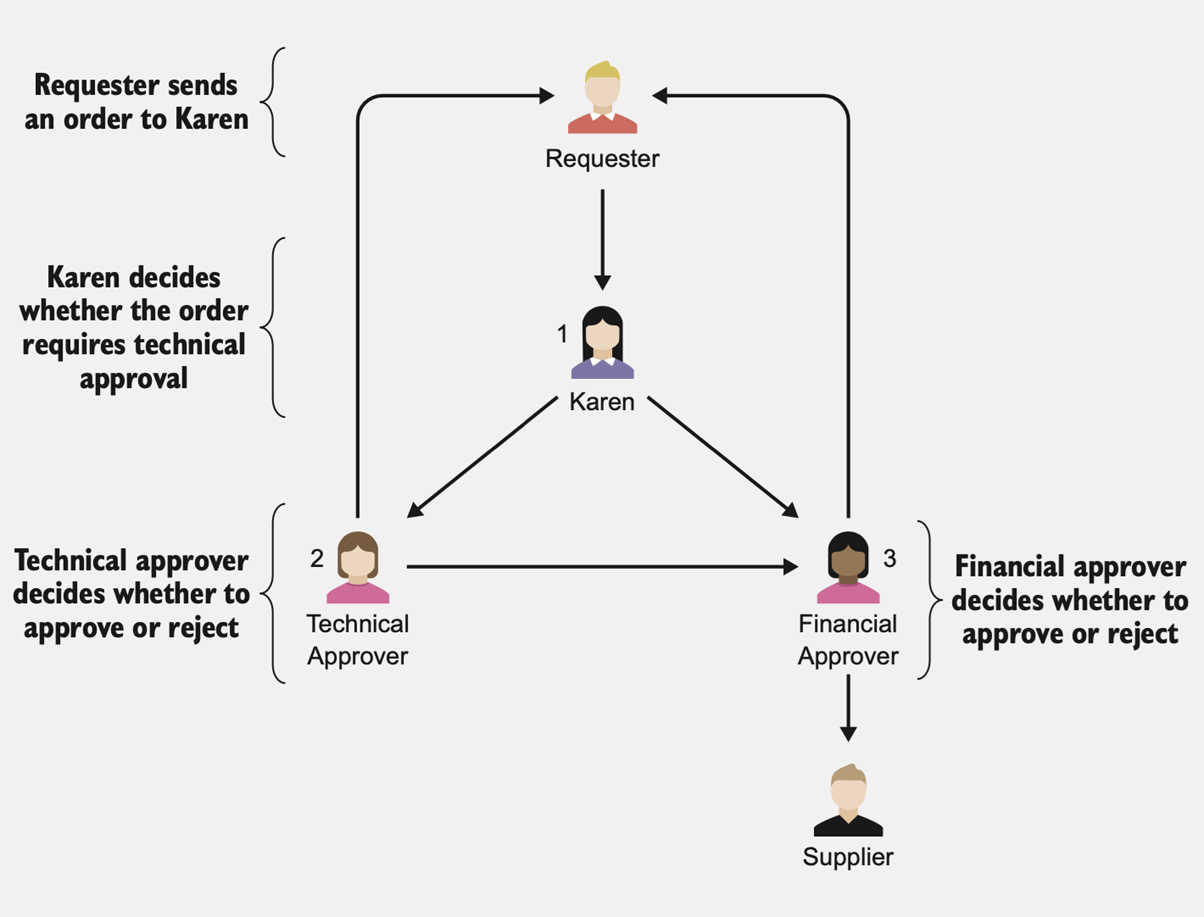 Requester sends
an order to Karen
Requester
Karen decides
whether the order
requires technical
approval
1
Karen
Technical approver
decides whether to
approve or reject
2
Technical
Approver
3
Financial
Approver
Financial approver
decides whether to
approve or reject
Supplier